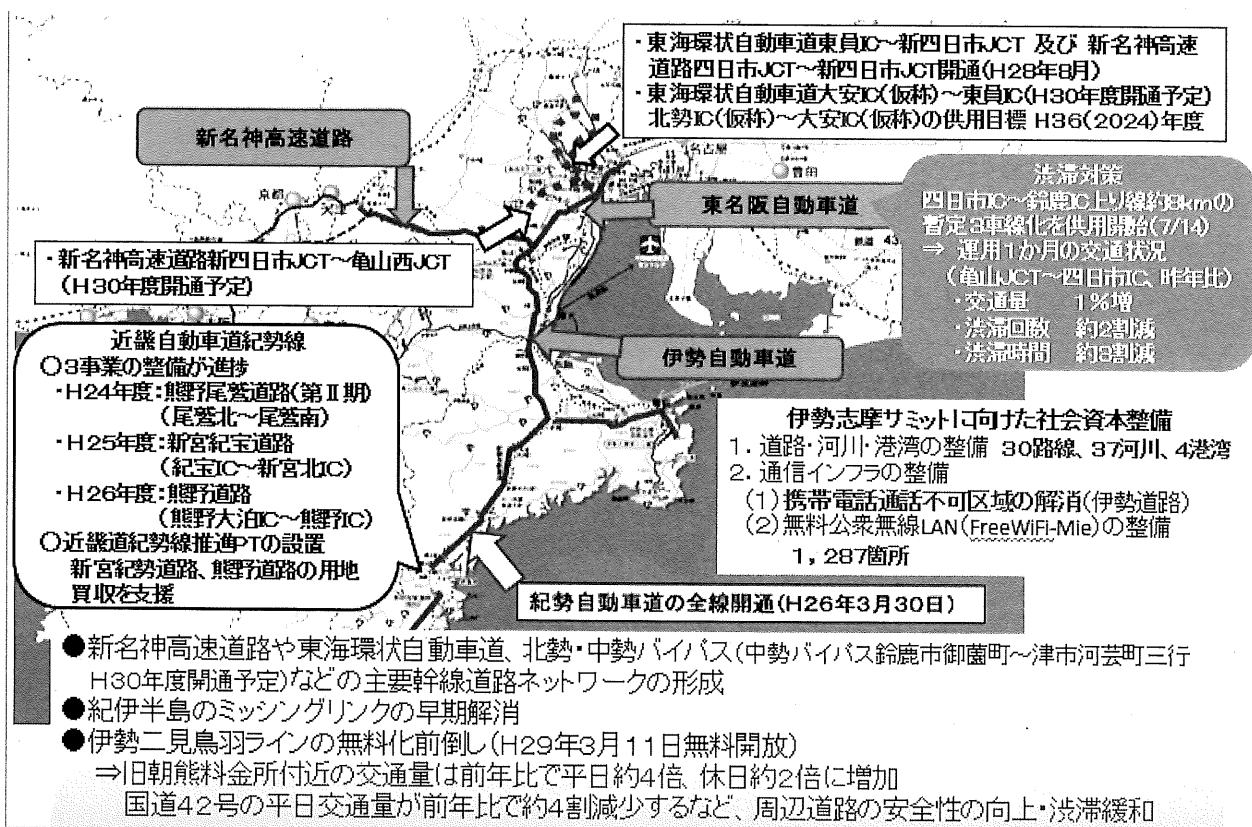 ・東海環状自動車道東員IC～新四日市JCT 及び 新名神高速
道路四日市JCT～新四日市JCT開通(H28年8月)
・東海環状自動車道大安IC(仮称)～東員IC(H30年度開通予定)
北勢IC(仮称)～大安IC(仮称)の供用目標 H36(2024)年度
新名神高速道路
名古屋
豊田
京都
大津
東名阪自動車道
渋滞対策
四日市IC～鈴鹿IC上り線約8kmの
暫定3車線化を供用開始(7/14)
⇒ 運用1か月の交通状況
(亀山JCT～四日市IC、昨年比)
・交通量 1%増
・渋滞回数 約2割減
・渋滞時間 約3割減
・新名神高速道路新四日市JCT～亀山西JCT
(H30年度開通予定)
伊勢自動車道
近畿自動車道紀勢線
○3事業の整備が進捗
・H24年度:熊野尾鷲道路(第Ⅱ期)
(尾鷲北～尾鷲南)
・H25年度:新宮紀宝道路
(紀宝IC～新宮北IC)
・H26年度:熊野道路
(熊野大泊IC～熊野IC)
○近畿道紀勢線推進PTの設置
新宮紀勢道路、熊野道路の用地
買収を支援
伊勢志摩サミットに向けた社会資本整備
1. 道路・河川・港湾の整備 30路線、37河川、4港湾
2. 通信インフラの整備
(1) 携帯電話通話不可区域の解消(伊勢道路)
(2) 無料公衆無線LAN(FreeWiFi-Mie)の整備
1, 287箇所
紀勢自動車道の全線開通(H26年3月30日)
●新名神高速道路や東海環状自動車道、北勢・中勢バイパス(中勢バイパス鈴鹿市御薗町～津市河芸町三行
H30年度開通予定)などの主要幹線道路ネットワークの形成
●紀伊半島のミッシングリンクの早期解消
●伊勢二見鳥羽ラインの無料化前倒し(H29年3月11日無料開放)
⇒旧朝熊料金所付近の交通量は前年比で平日約4倍、休日約2倍に増加
国道42号の平日交通量が前年比で約4割減少するなど、周辺道路の安全性の向上・渋滞緩和